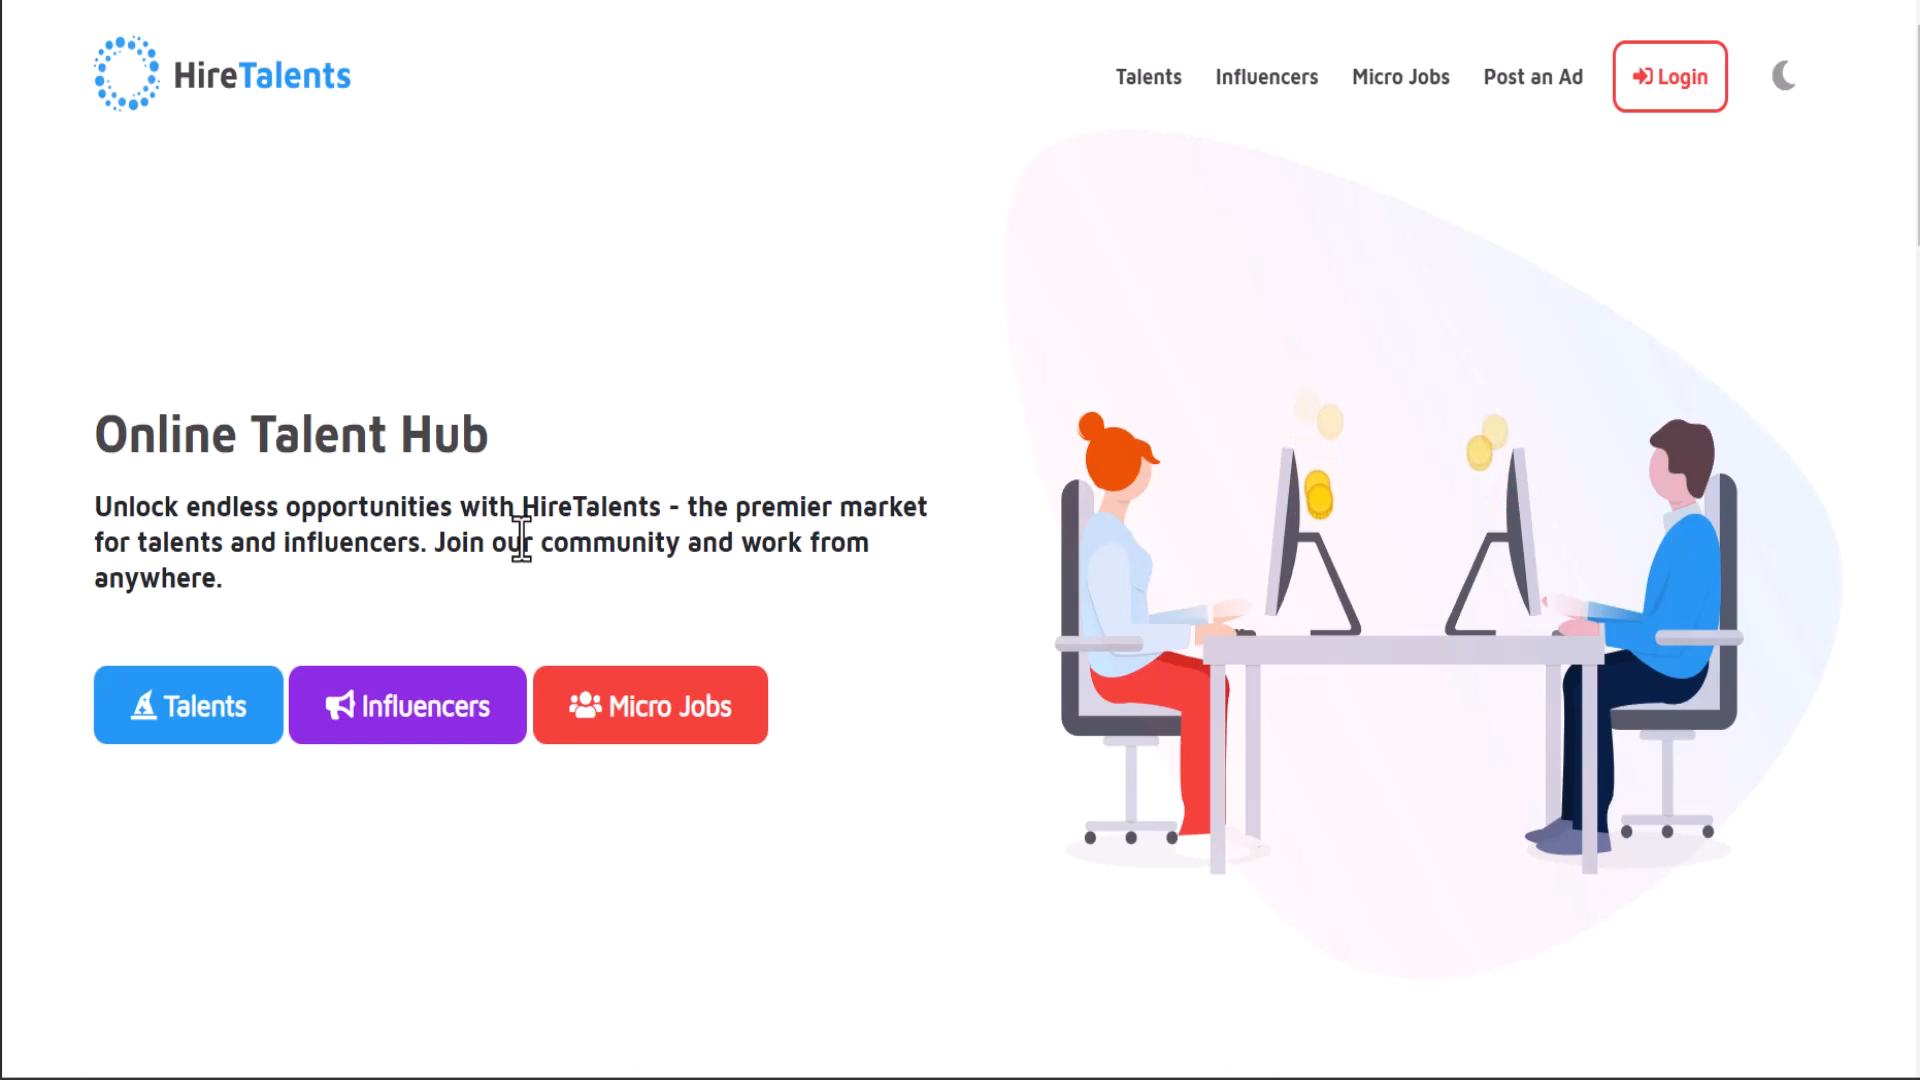 HireTalents
Talents
Influencers
Micro Jobs
Post an Ad
Login
Online Talent Hub
Unlock endless opportunities with HireTalents - the premier market
for talents and influencers. Join our community and work from
anywhere.
Talents
Influencers
Micro Jobs